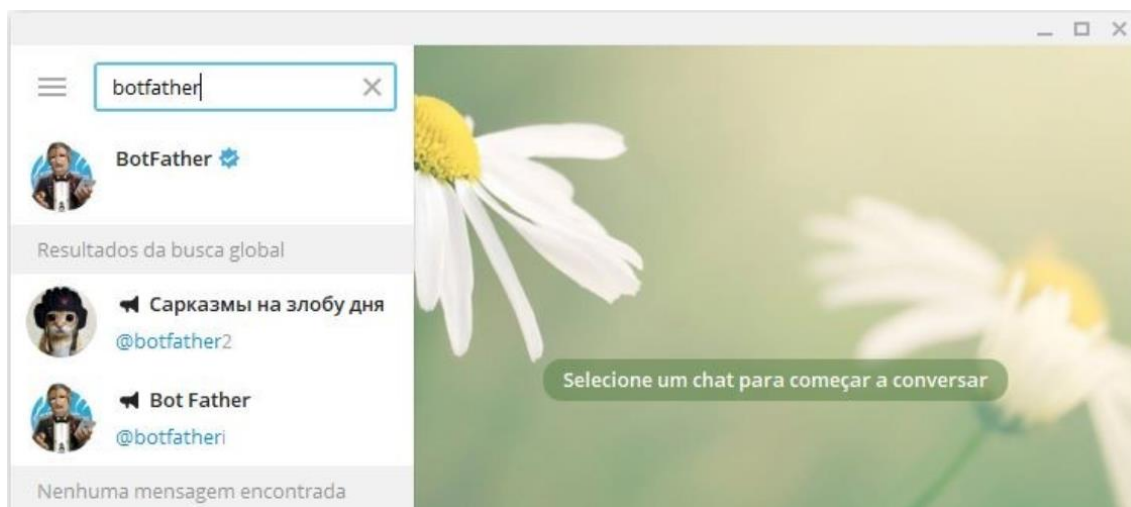 botfather
BotFather
Resultados da busca global
Сарказмы на злобу дня
@botfather2
Bot Father
@botfatheri
Nenhuma mensagem encontrada
Selecione um chat para começar a conversar